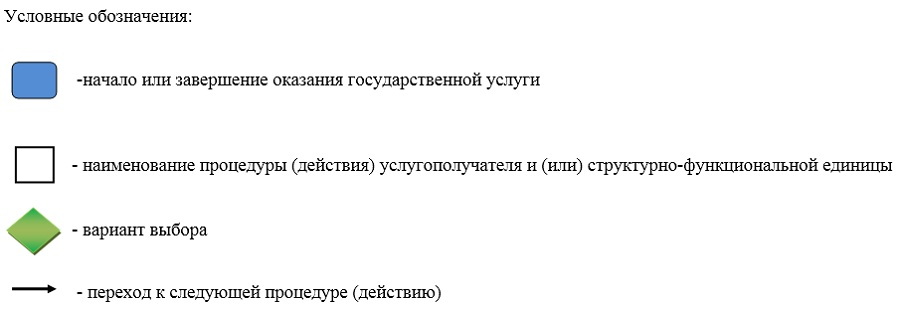 Условные обозначения:
-начало или завершение оказания государственной услуги
- наименование процедуры (действия) услугополучателя и (или) структурно-функциональной единицы
- вариант выбора
- переход к следующей процедуре (действию)